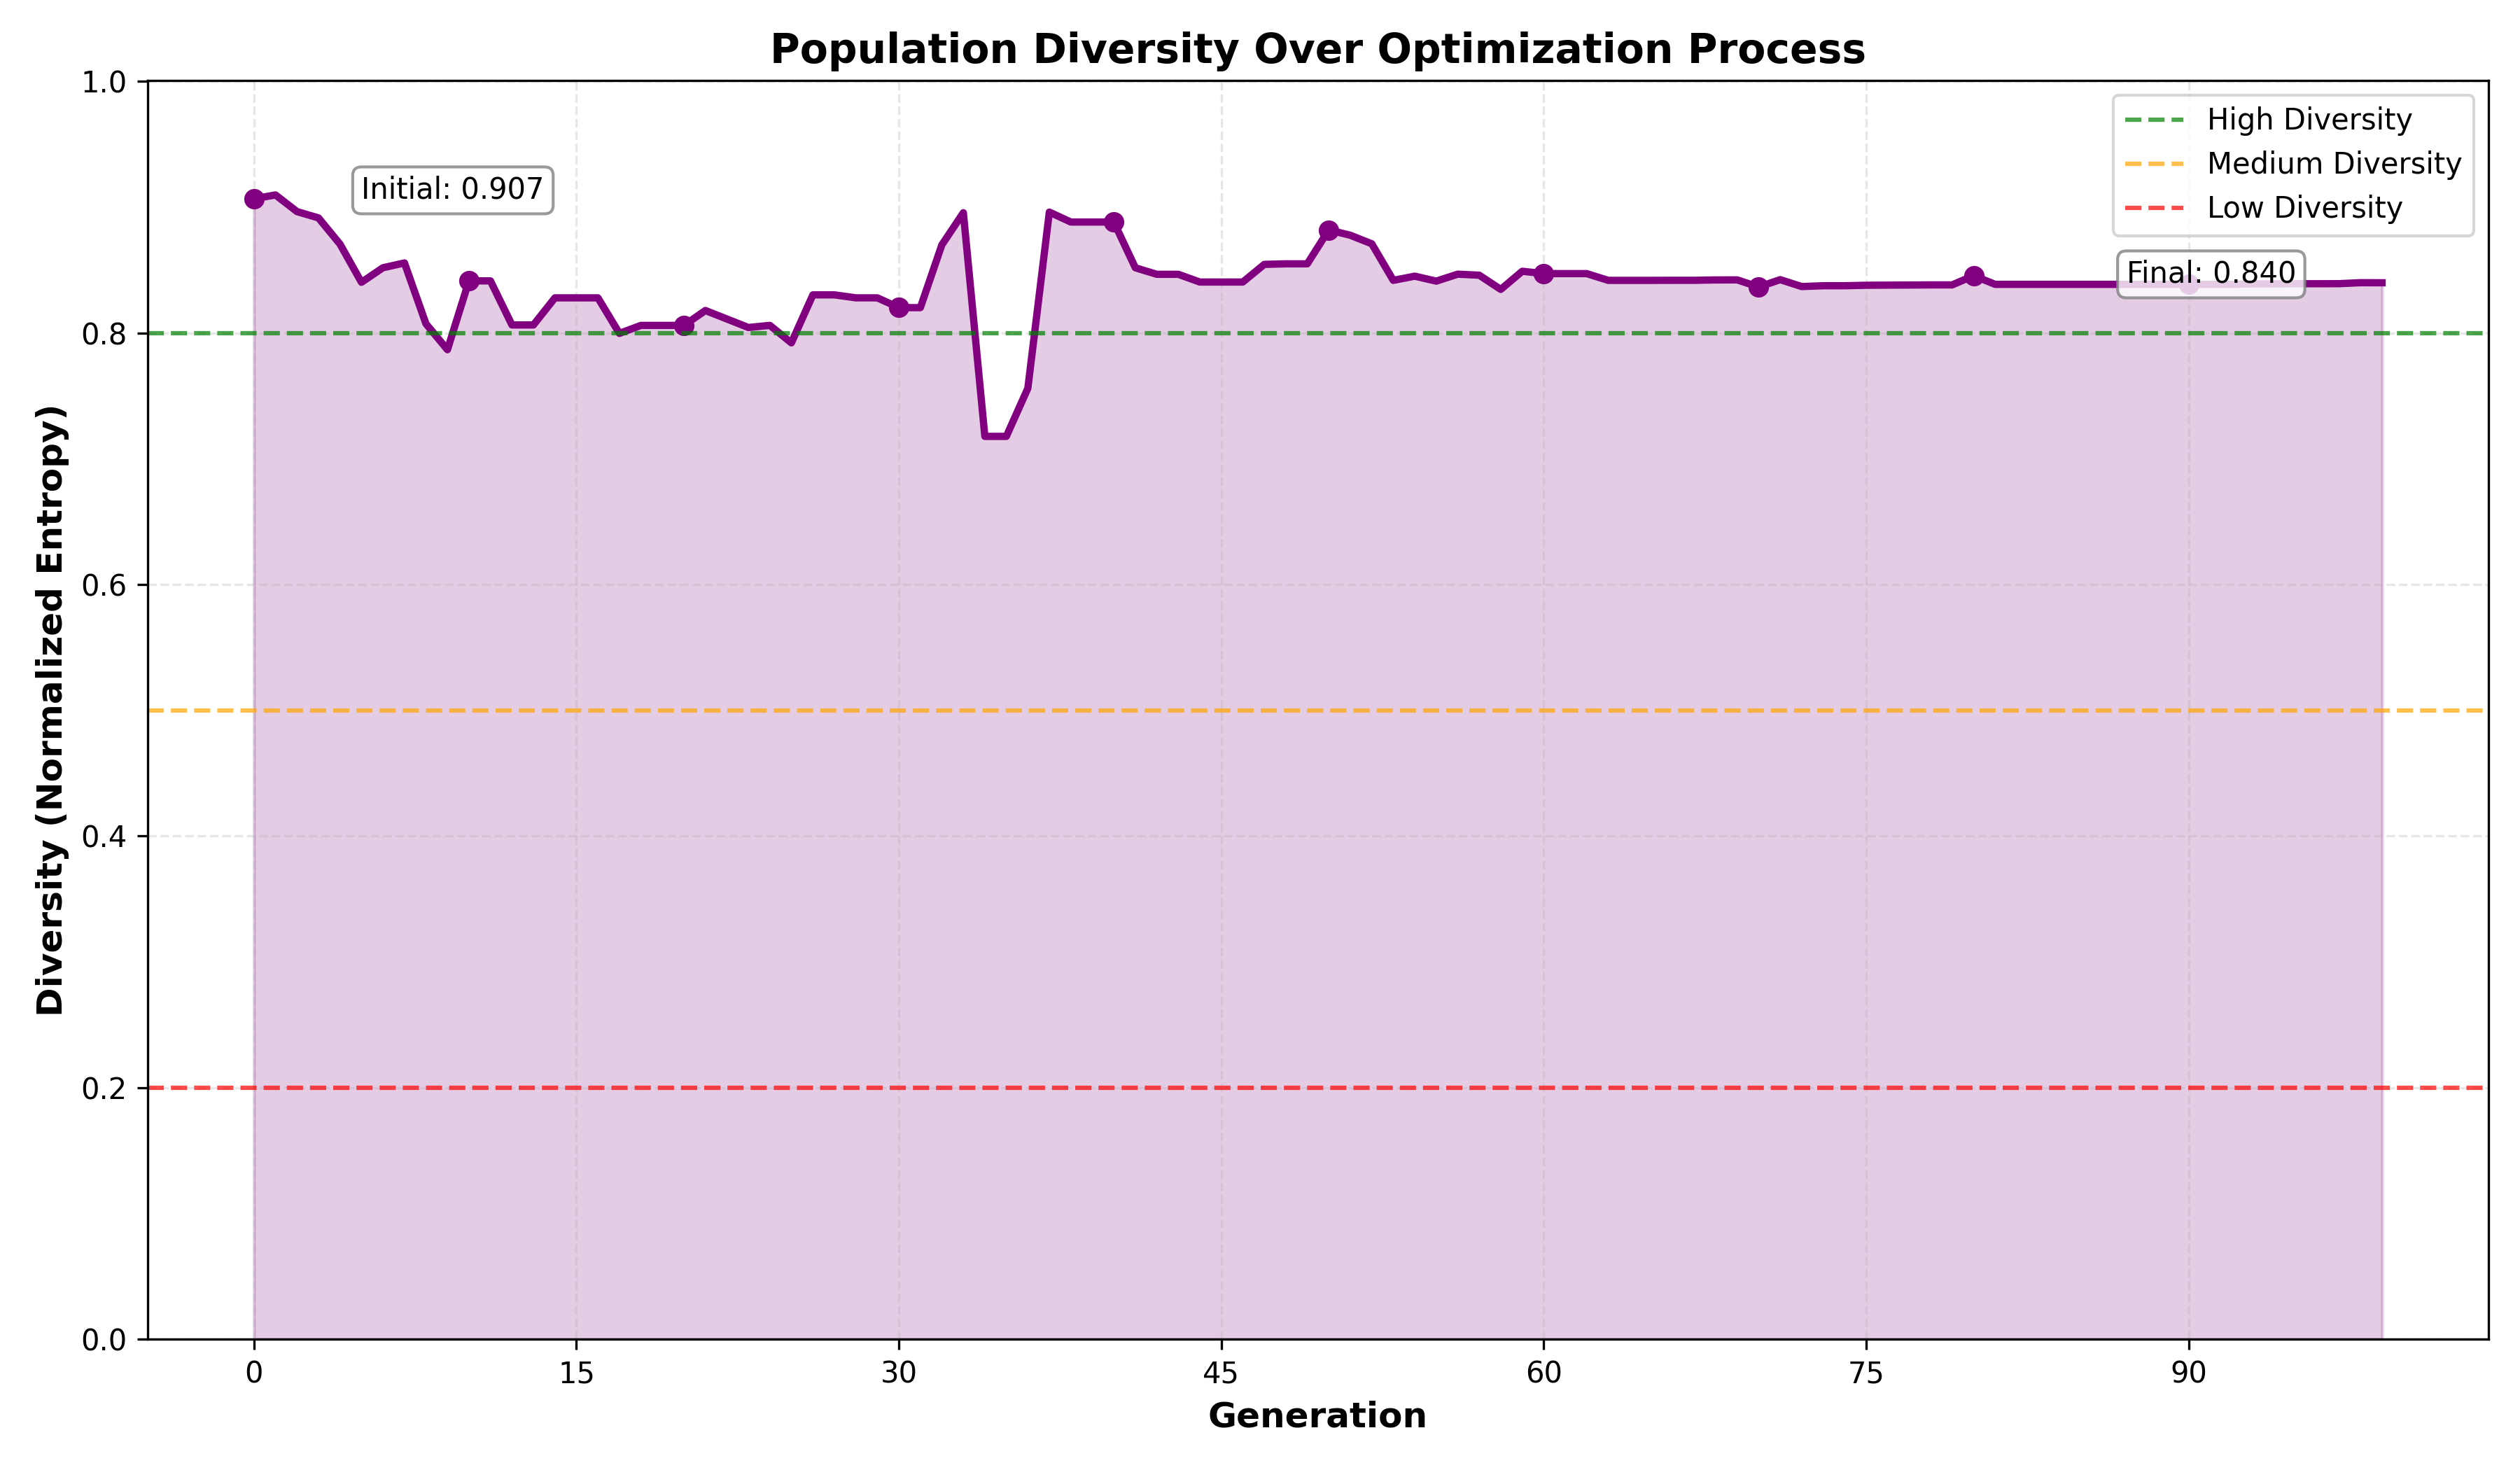 Population Diversity Over Optimization Process
1.0
0.8
0.6
0.4
0.2
0.0
Diversity (Normalized Entropy)
Initial: 0.907
High Diversity
Medium Diversity
Low Diversity
Final: 0.840
0 15 30 45 60 75 90
Generation